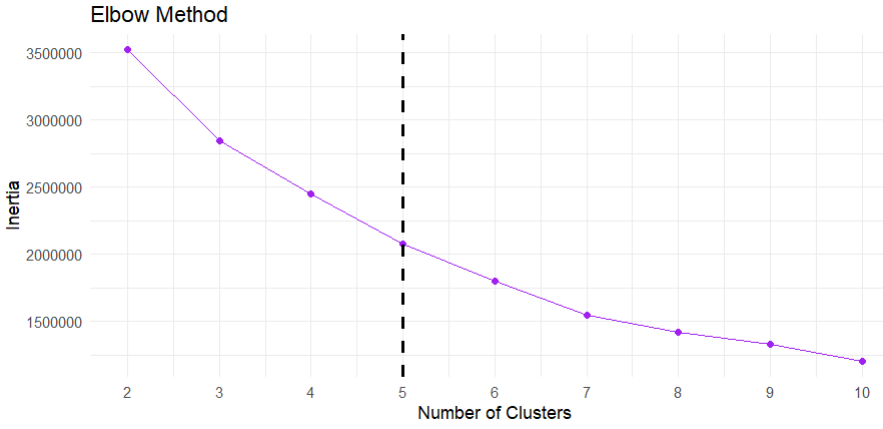 Elbow Method
3500000
3000000
2500000
2000000
1500000
Inertia
2 3 4 5 6 7 8 9 10
Number of Clusters